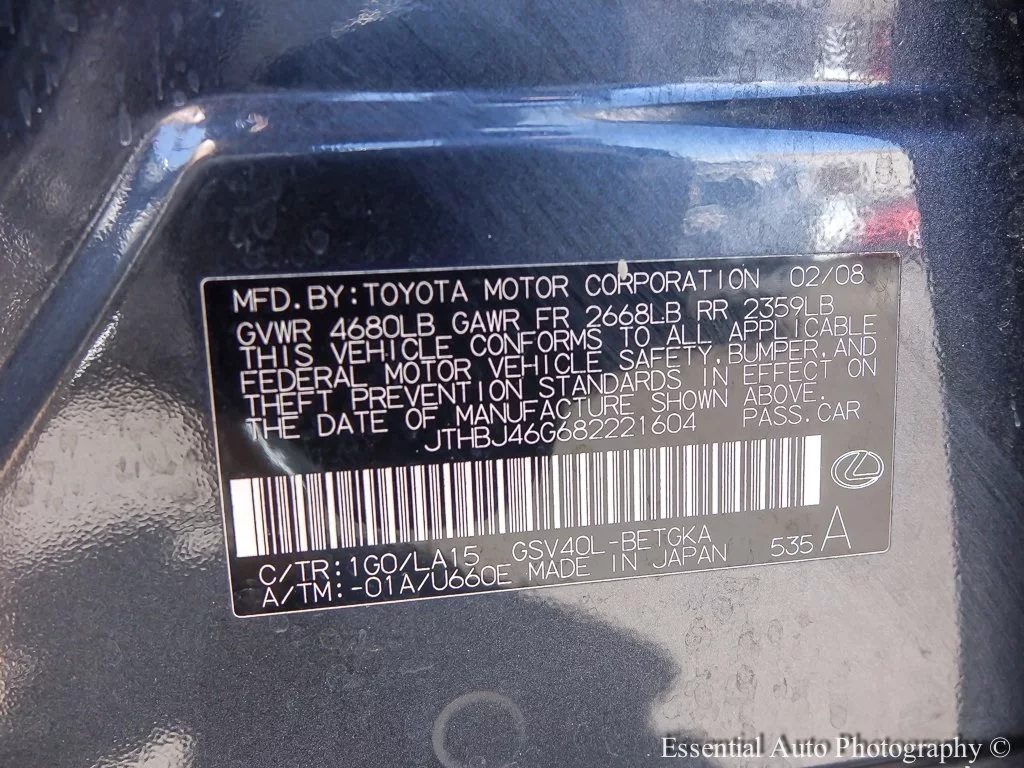 MFD.BY:TOYOTA MOTOR CORPORATION 02/08
GVWR 4680LB GAWR FR 2668LB RR 2359LB
THIS VEHICLE CONFORMS TO ALL APPLICABLE
FEDERAL MOTOR VEHICLE SAFETY,BUMPER,AND
THEFT PREVENTION STANDARDS IN EFFECT ON
THE DATE OF MANUFACTURE SHOWN ABOVE.
JTHBJ46G682221604 PASS.CAR
C/TR:1G0/LA15 GSV40L-BETGKA
A/TM:-01A/U660E MADE IN JAPAN 535 A
Essential Auto Photography ©